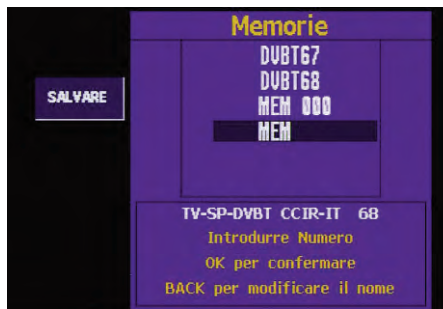 Memorie
DVBT67
DVBT68
SALVARE
MEM 000
MEM
TV-SP-DVBT CCIR-IT 68
Introdurre Numero
OK per confermare
BACK per modificare il nome